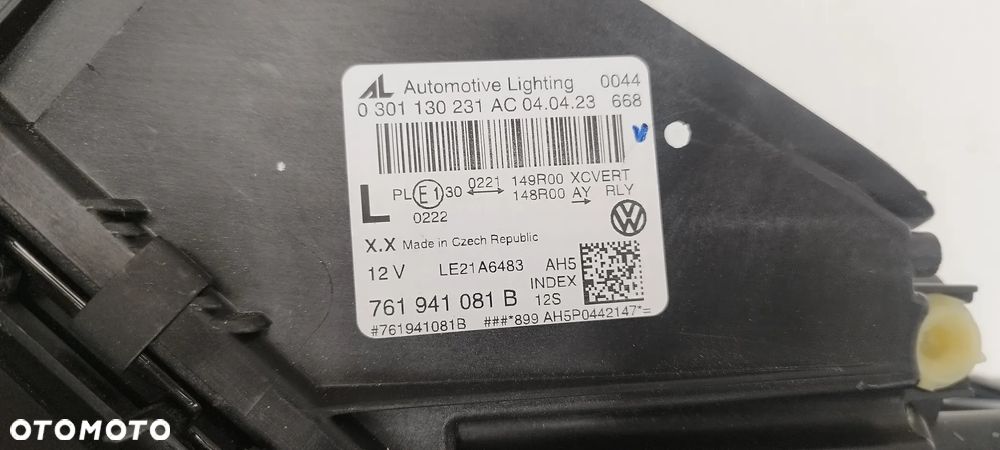 AL Automotive Lighting 0044
0 301 130 231 AC 04.04.23 668
L PL E1 30 0221 ↔ 149R00 XCVERT
0222 148R00 AY → RLY
X.X Made in Czech Republic
12 V LE21A6483 AH5
761 941 081 B INDEX 12S
#761941081B ###*899 AH5P0442147*=
OTOMOTO